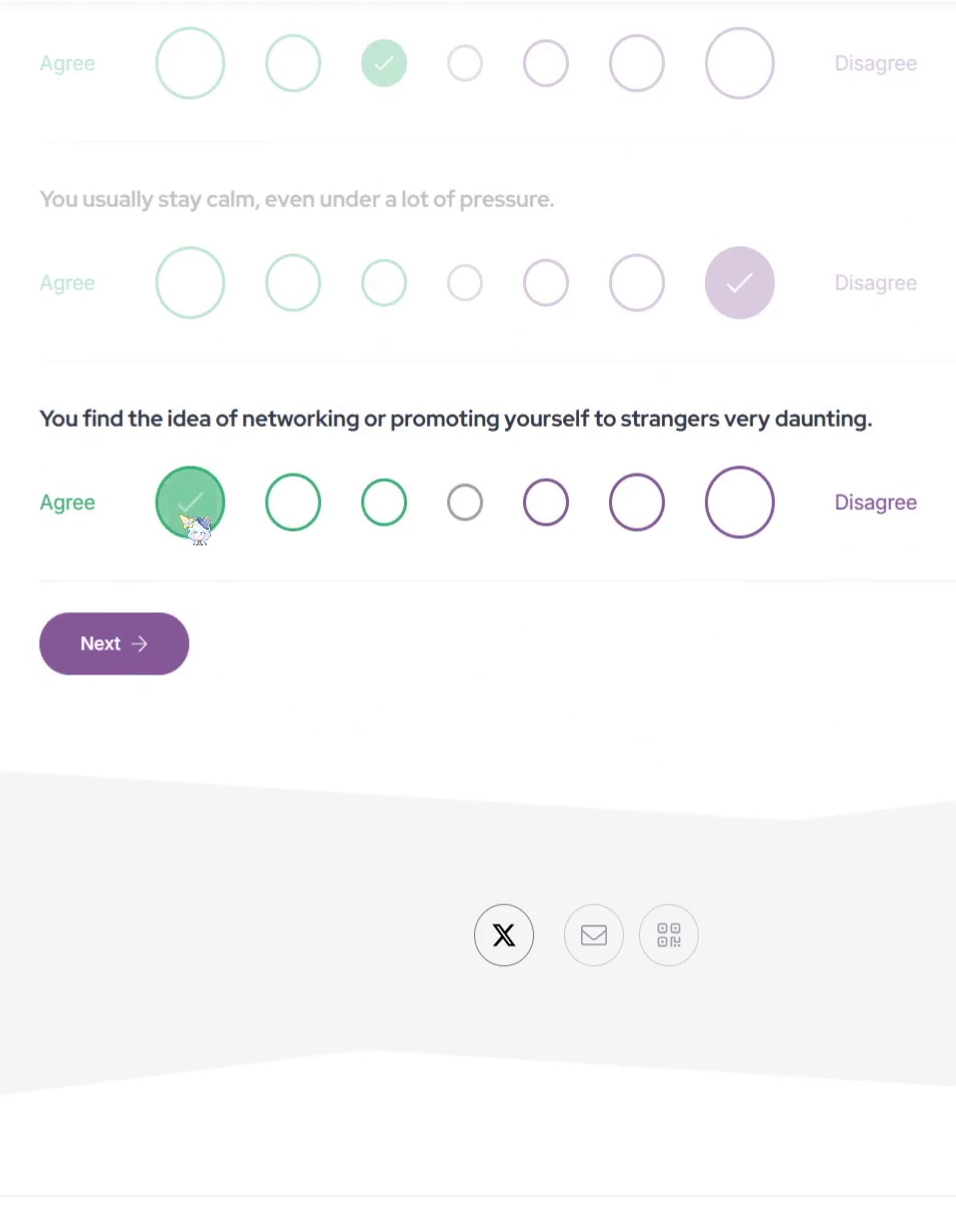 Agree Disagree
You usually stay calm, even under a lot of pressure.
Agree Disagree
You find the idea of networking or promoting yourself to strangers very daunting.
Agree Disagree
Next